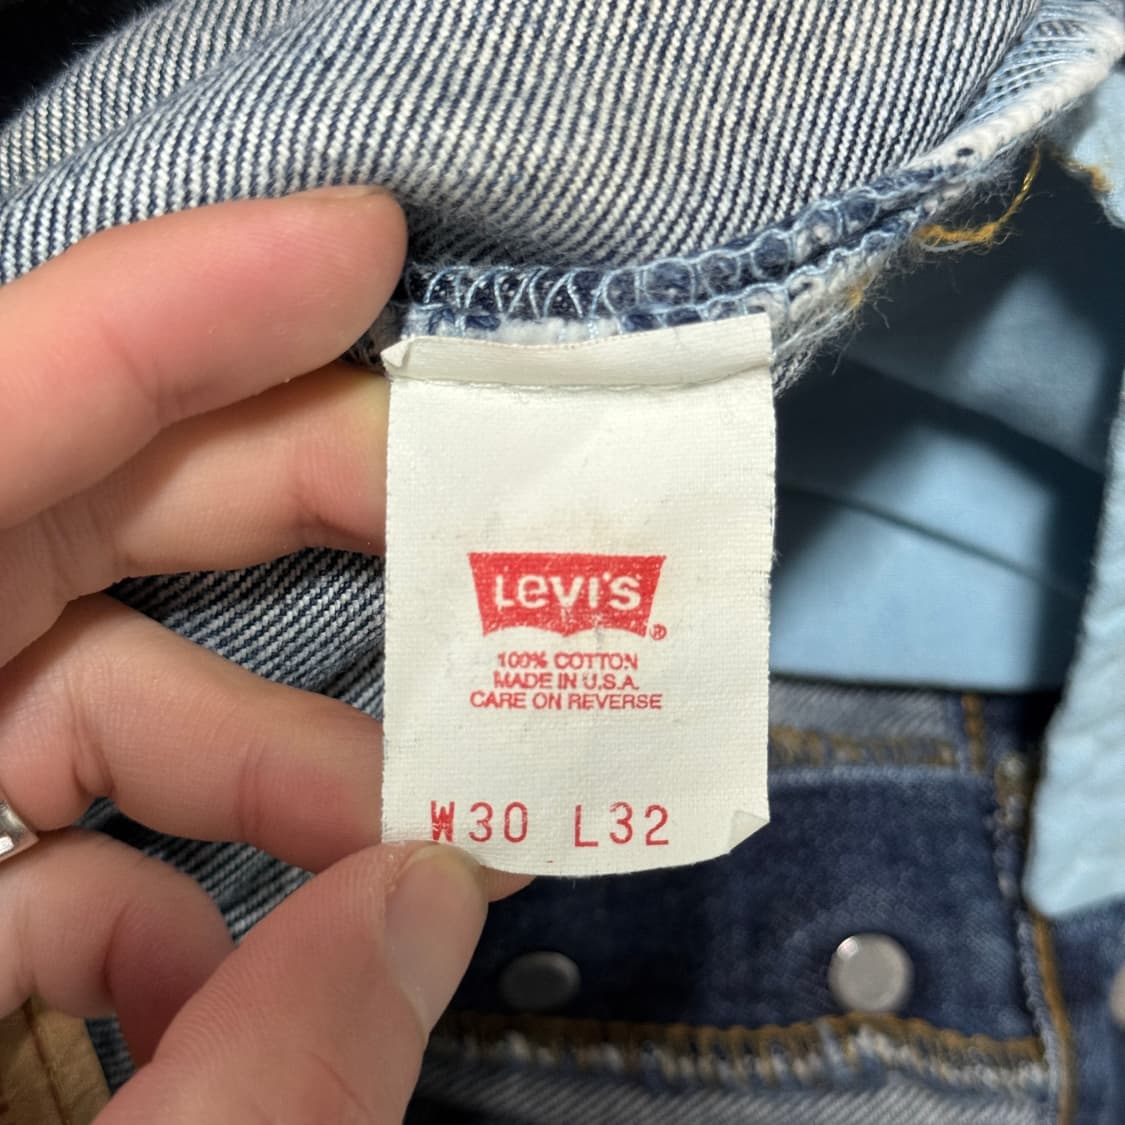 Levi's®
100% COTTON
MADE IN U.S.A.
CARE ON REVERSE
W30 L32